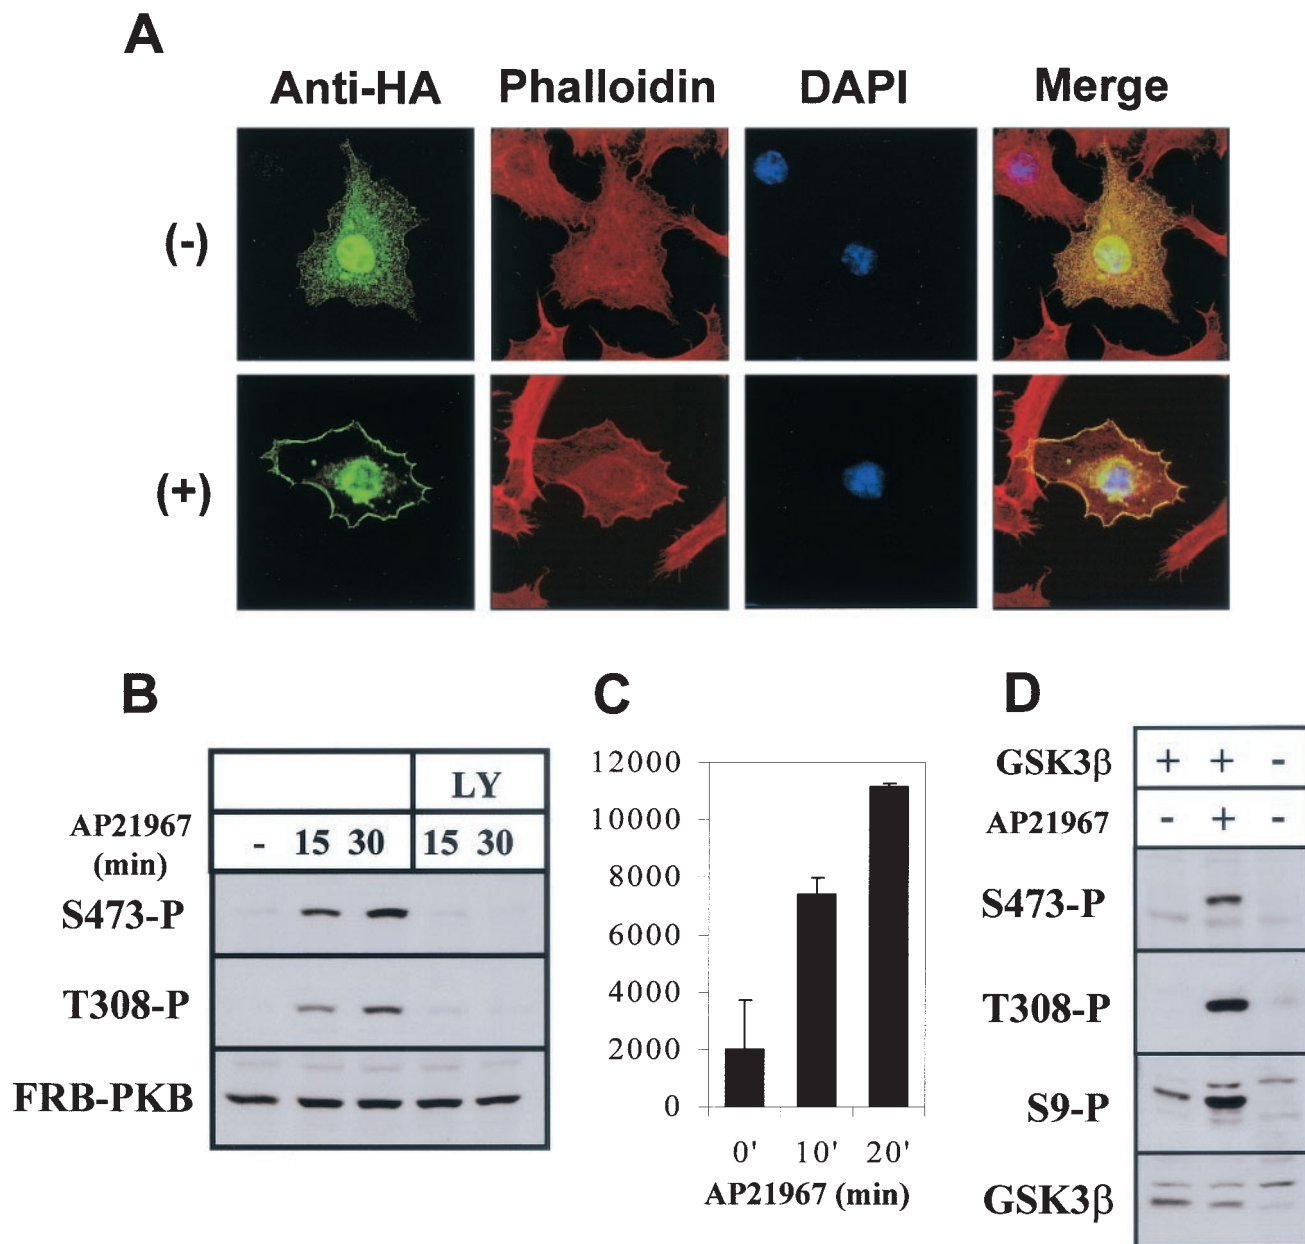 A
Anti-HA Phalloidin DAPI Merge
(-)
(+)
B
LY
AP21967 (min) - 15 30 15 30
S473-P
T308-P
FRB-PKB
C
12000
10000
8000
6000
4000
2000
0
0' 10' 20'
AP21967 (min)
D
GSK3β + + -
AP21967 - + -
S473-P
T308-P
S9-P
GSK3β